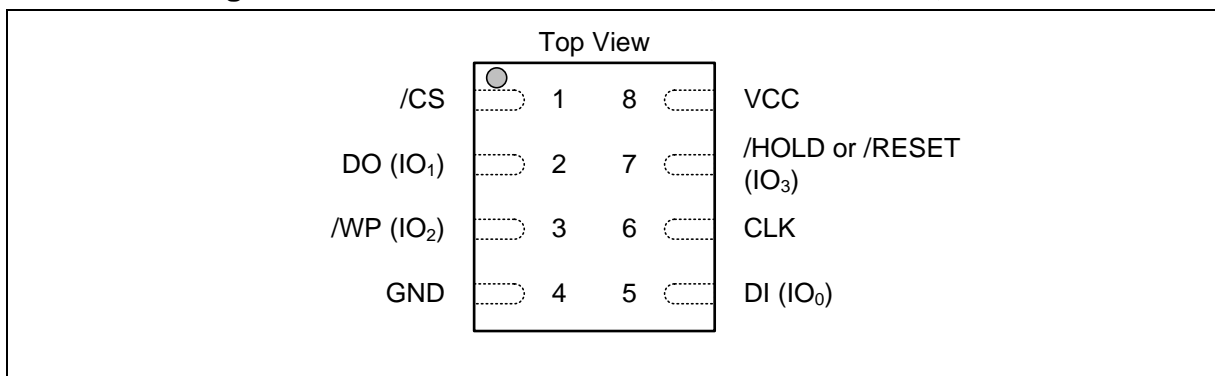 Top View
/CS 1 8 VCC
DO (IO₁) 2 7 /HOLD or /RESET
(IO₃)
/WP (IO₂) 3 6 CLK
GND 4 5 DI (IO₀)